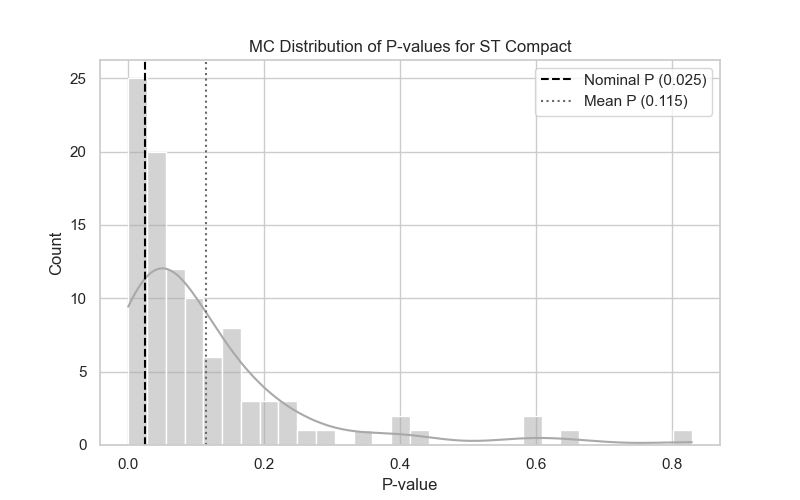 MC Distribution of P-values for ST Compact
Nominal P (0.025)
Mean P (0.115)
Count
25
20
15
10
5
0
0.0 0.2 0.4 0.6 0.8
P-value